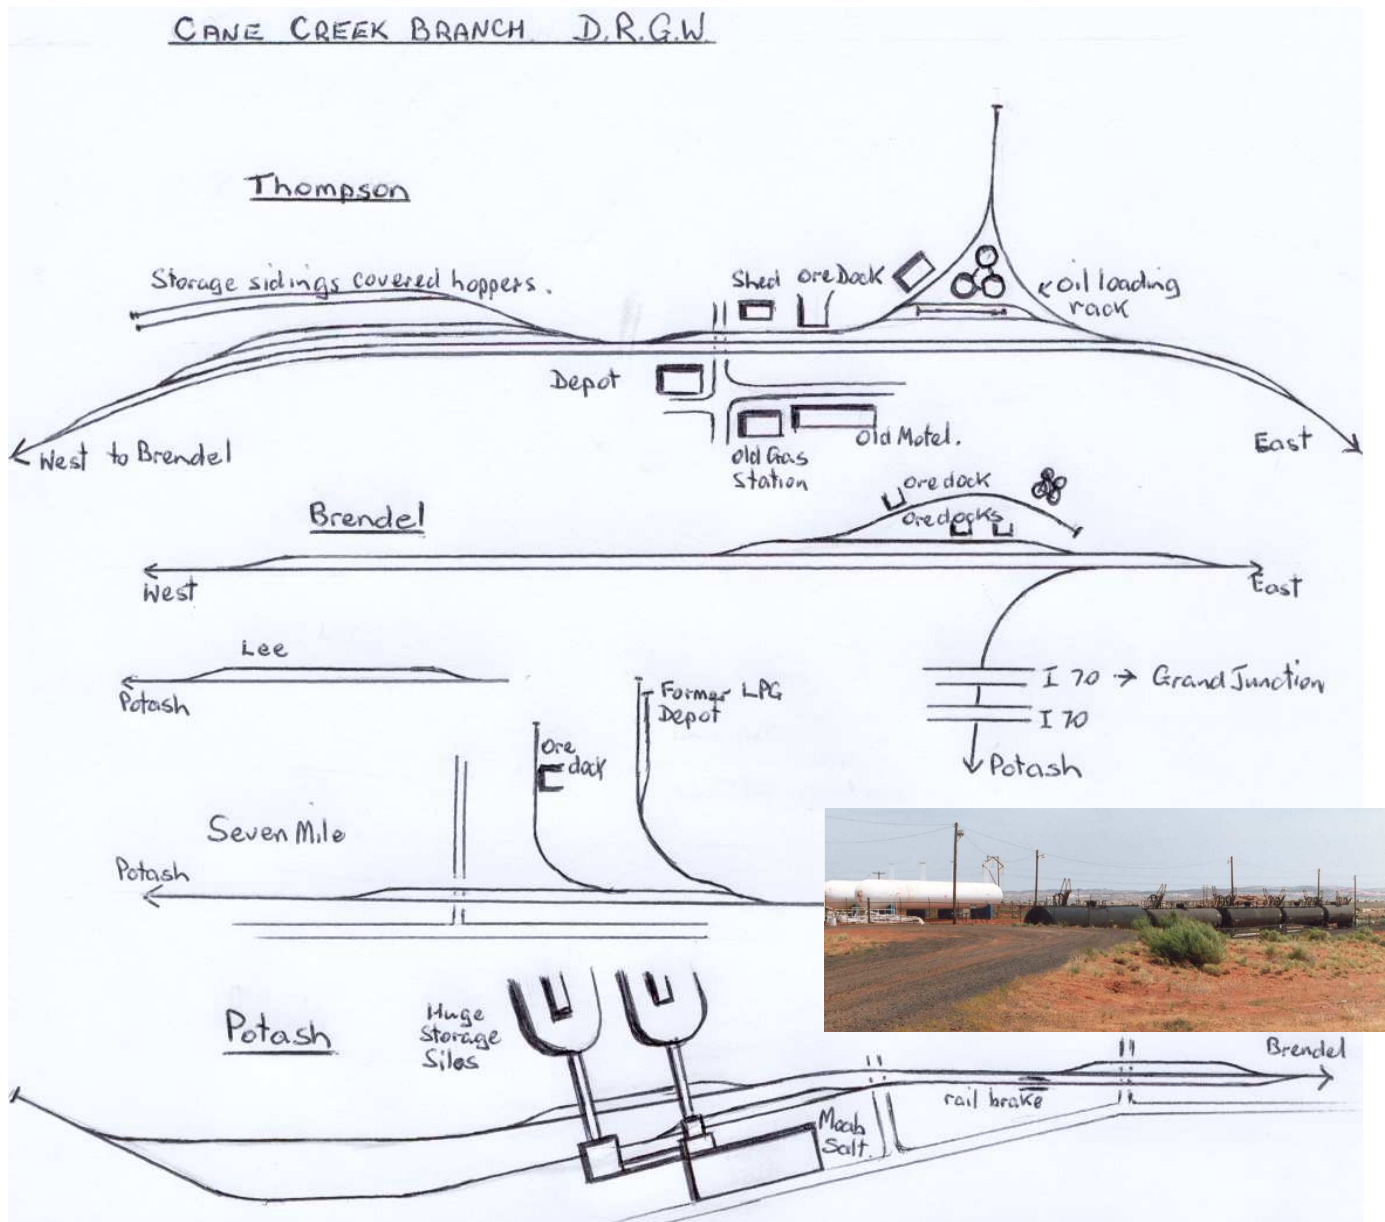 CANE CREEK BRANCH. D.R.G.W.
Thompson
Storage sidings covered hoppers.
Shed
Ore Dock
oil loading
rack
Depot
Old Motel.
West to Brendel
old Gas
Station
East
ore dock
Brendel
Ore docks
West
East
Lee
Potash
I 70 → Grand Junction
I 70
Potash
Former LPG
Depot
Ore
dock
Seven Mile
Potash
Huge
Storage
Silos
Potash
Brendel
rail brake
Moab
Salt.